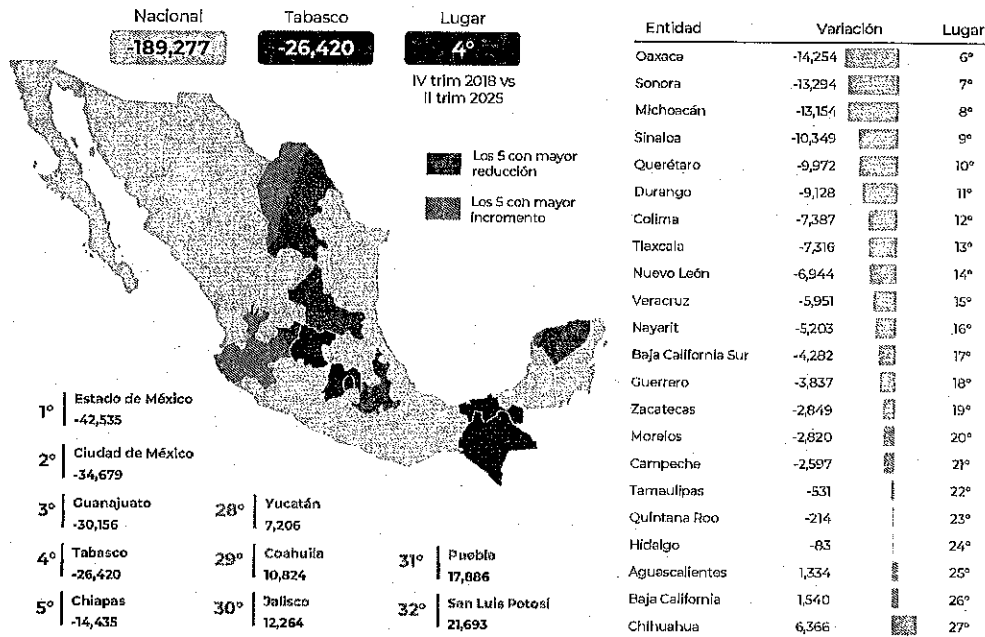 Nacional
-189,277
Tabasco
-26,420
Lugar
4°
IV trim 2018 vs
II trim 2025
Los 5 con mayor
reducción
Los 5 con mayor
incremento
1° Estado de México
-42,535
2° Ciudad de México
-34,679
3° Guanajuato
-30,156
4° Tabasco
-26,420
5° Chiapas
-14,435
28° Yucatán
7,206
29° Coahuila
10,824
30° Jalisco
12,264
31° Puebla
17,886
32° San Luis Potosí
21,693
Entidad Variación Lugar
Oaxaca -14,254 6°
Sonora -13,294 7°
Michoacán -13,154 8°
Sinaloa -10,349 9°
Querétaro -9,972 10°
Durango -9,128 11°
Colima -7,387 12°
Tlaxcala -7,316 13°
Nuevo León -6,944 14°
Veracruz -5,951 15°
Nayarit -5,203 16°
Baja California Sur -4,282 17°
Guerrero -3,837 18°
Zacatecas -2,849 19°
Morelos -2,820 20°
Campeche -2,597 21°
Tamaulipas -531 22°
Quintana Roo -214 23°
Hidalgo -83 24°
Aguascalientes 1,334 25°
Baja California 1,540 26°
Chihuahua 6,366 27°